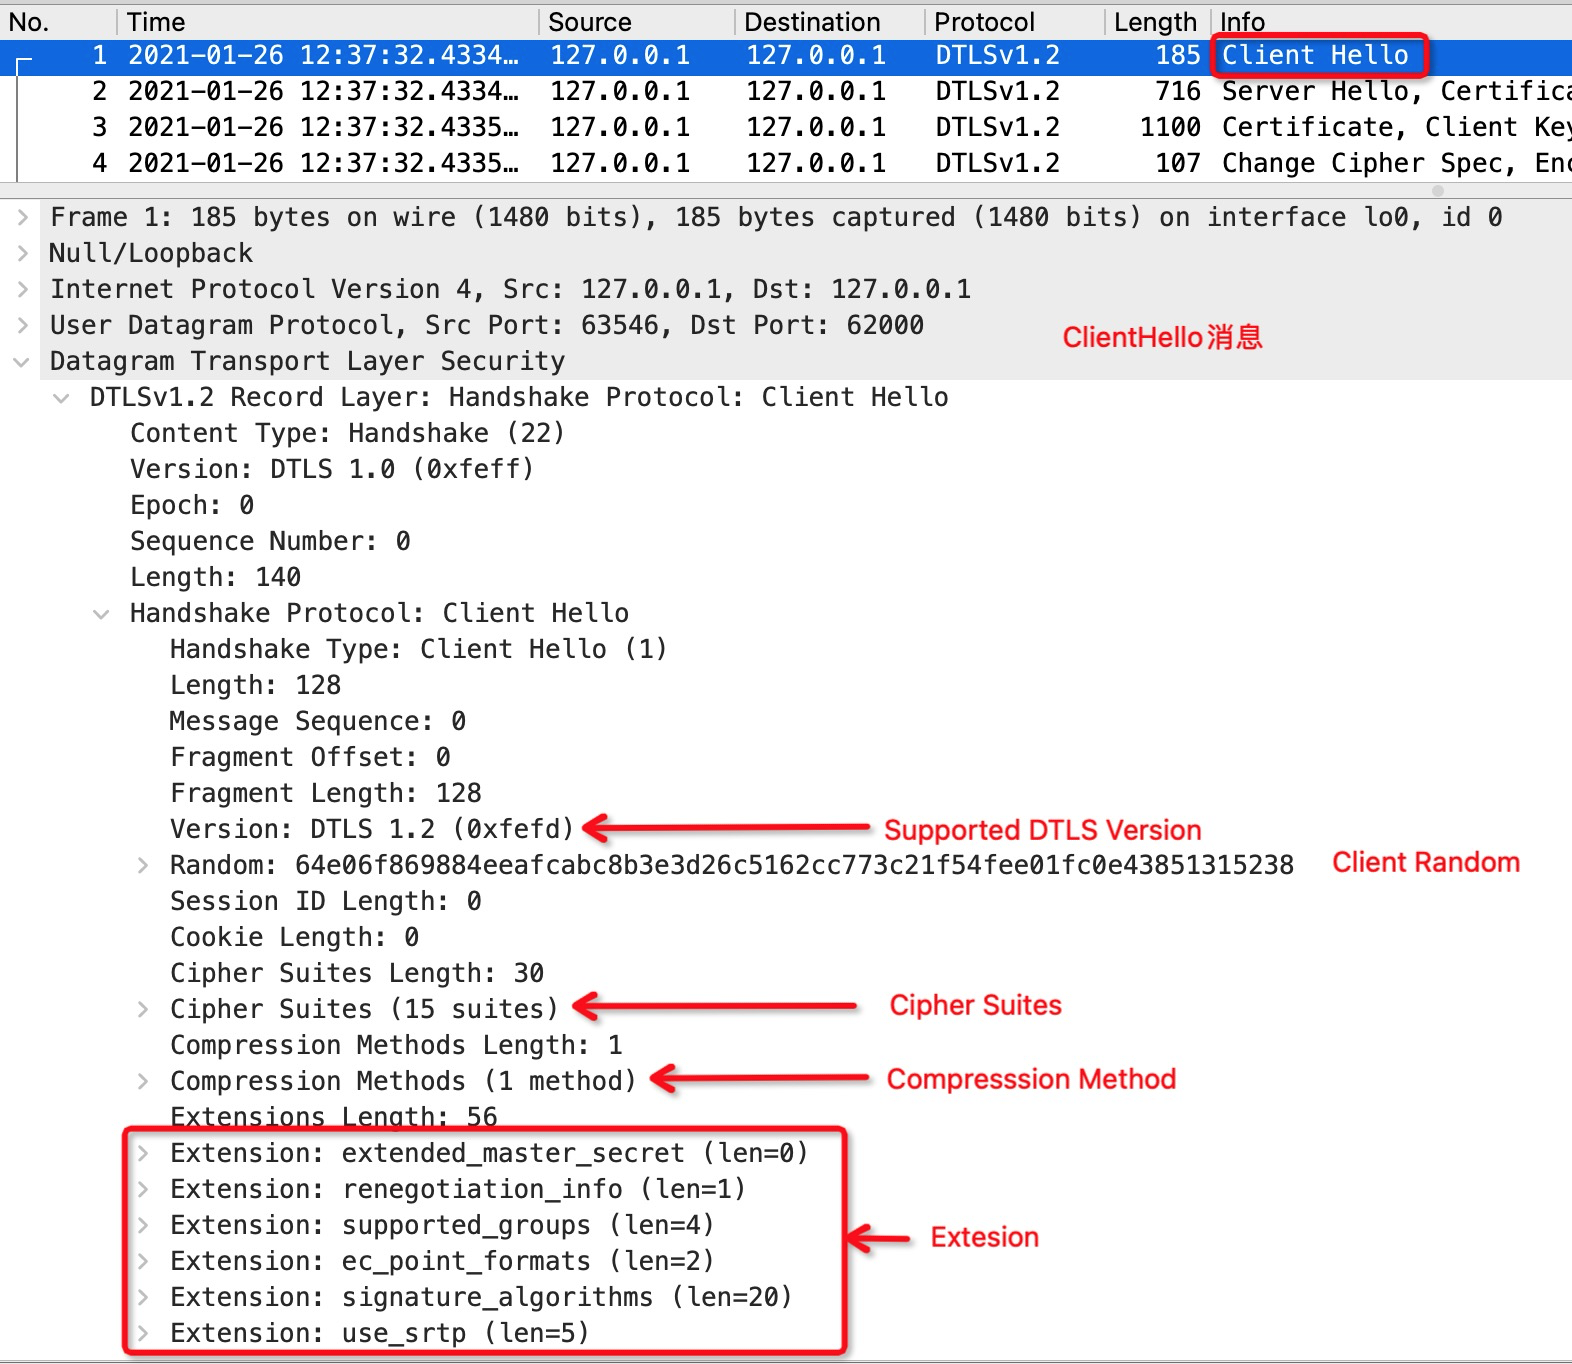 No. Time Source Destination Protocol Length Info
1 2021-01-26 12:37:32.4334… 127.0.0.1 127.0.0.1 DTLSv1.2 185 Client Hello
2 2021-01-26 12:37:32.4334… 127.0.0.1 127.0.0.1 DTLSv1.2 716 Server Hello, Certifica
3 2021-01-26 12:37:32.4335… 127.0.0.1 127.0.0.1 DTLSv1.2 1100 Certificate, Client Key
4 2021-01-26 12:37:32.4335… 127.0.0.1 127.0.0.1 DTLSv1.2 107 Change Cipher Spec, Enc
Frame 1: 185 bytes on wire (1480 bits), 185 bytes captured (1480 bits) on interface lo0, id 0
Null/Loopback
Internet Protocol Version 4, Src: 127.0.0.1, Dst: 127.0.0.1
User Datagram Protocol, Src Port: 63546, Dst Port: 62000
ClientHello消息
Datagram Transport Layer Security
DTLSv1.2 Record Layer: Handshake Protocol: Client Hello
Content Type: Handshake (22)
Version: DTLS 1.0 (0xfeff)
Epoch: 0
Sequence Number: 0
Length: 140
Handshake Protocol: Client Hello
Handshake Type: Client Hello (1)
Length: 128
Message Sequence: 0
Fragment Offset: 0
Fragment Length: 128
Version: DTLS 1.2 (0xfefd) Supported DTLS Version
Random: 64e06f869884eeafcabc8b3e3d26c5162cc773c21f54fee01fc0e43851315238 Client Random
Session ID Length: 0
Cookie Length: 0
Cipher Suites Length: 30
Cipher Suites (15 suites) Cipher Suites
Compression Methods Length: 1
Compression Methods (1 method) Compresssion Method
Extensions Length: 56
Extension: extended_master_secret (len=0)
Extension: renegotiation_info (len=1)
Extension: supported_groups (len=4)
Extesion
Extension: ec_point_formats (len=2)
Extension: signature_algorithms (len=20)
Extension: use_srtp (len=5)